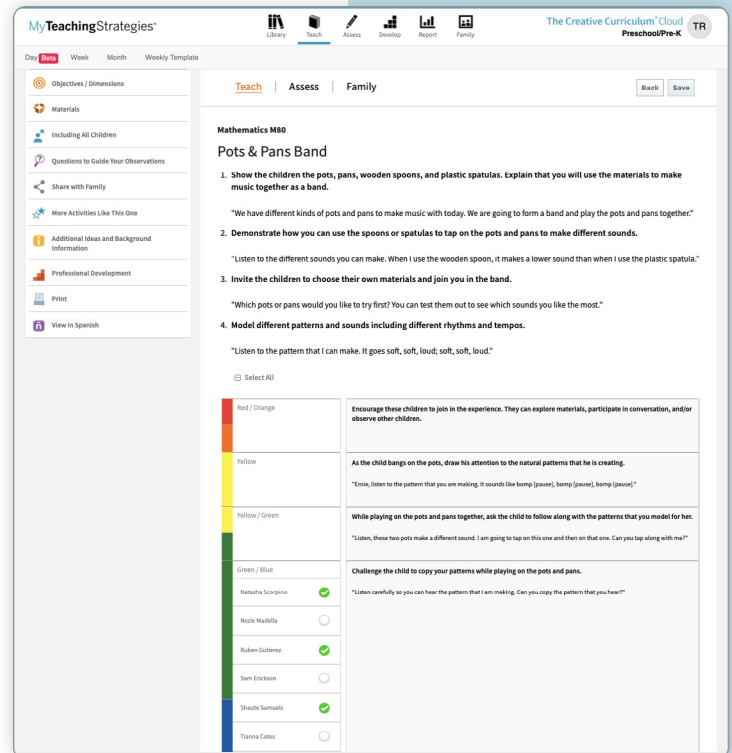 MyTeachingStrategies™
Library
Teach
Assess
Develop
Report
Family
The Creative Curriculum® Cloud
Preschool/Pre-K
TR
Day Beta Week Month Weekly Template
Objectives / Dimensions
Materials
Including All Children
Questions to Guide Your Observations
Share with Family
More Activities Like This One
Additional Ideas and Background
Information
Professional Development
Print
View in Spanish
Teach | Assess | Family
Back Save
Mathematics M80
Pots & Pans Band
1. Show the children the pots, pans, wooden spoons, and plastic spatulas. Explain that you will use the materials to make
music together as a band.
"We have different kinds of pots and pans to make music with today. We are going to form a band and play the pots and pans together."
2. Demonstrate how you can use the spoons or spatulas to tap on the pots and pans to make different sounds.
"Listen to the different sounds you can make. When I use the wooden spoon, it makes a lower sound than when I use the plastic spatula."
3. Invite the children to choose their own materials and join you in the band.
"Which pots or pans would you like to try first? You can test them out to see which sounds you like the most."
4. Model different patterns and sounds including different rhythms and tempos.
"Listen to the pattern that I can make. It goes soft, soft, loud; soft, soft, loud."
Select All
Red / Orange
Encourage these children to join in the experience. They can explore materials, participate in conversation, and/or
observe other children.
Yellow
As the child bangs on the pots, draw his attention to the natural patterns that he is creating.
"Ernie, listen to the pattern that you are making. It sounds like bomp [pause], bomp [pause], bomp [pause]."
Yellow / Green
While playing on the pots and pans together, ask the child to follow along with the patterns that you model for her.
"Listen, these two pots make a different sound. I am going to tap on this one and then on that one. Can you tap along with me?"
Green / Blue
Challenge the child to copy your patterns while playing on the pots and pans.
Natasha Scorpino
"Listen carefully so you can hear the pattern that I am making. Can you copy the pattern that you hear?"
Nezie Madella
Ruben Gutierez
Sam Erickson
Shaute Samuels
Tianna Cotes